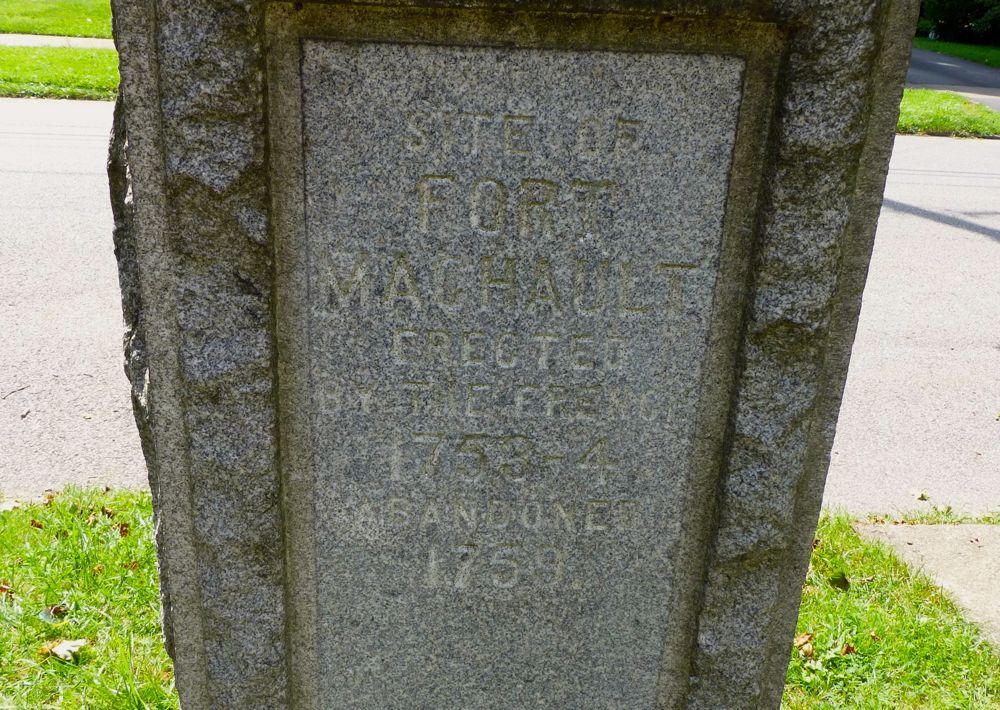 SITE OF
FORT
MACHAULT
ERECTED
BY THE FRENCH
1753-4
ABANDONED
1759.